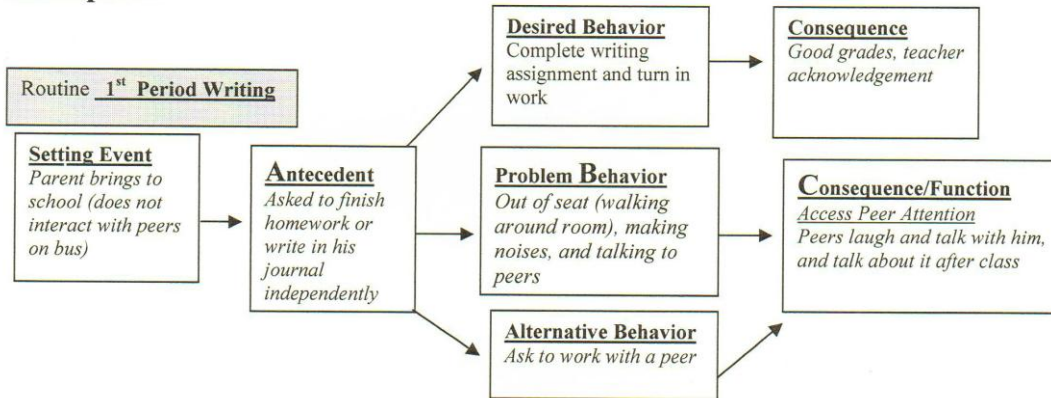 Routine 1st Period Writing
Setting Event
Parent brings to
school (does not
interact with peers
on bus)
Antecedent
Asked to finish
homework or
write in his
journal
independently
Desired Behavior
Complete writing
assignment and turn in
work
Consequence
Good grades, teacher
acknowledgement
Problem Behavior
Out of seat (walking
around room), making
noises, and talking to
peers
Consequence/Function
Access Peer Attention
Peers laugh and talk with him,
and talk about it after class
Alternative Behavior
Ask to work with a peer